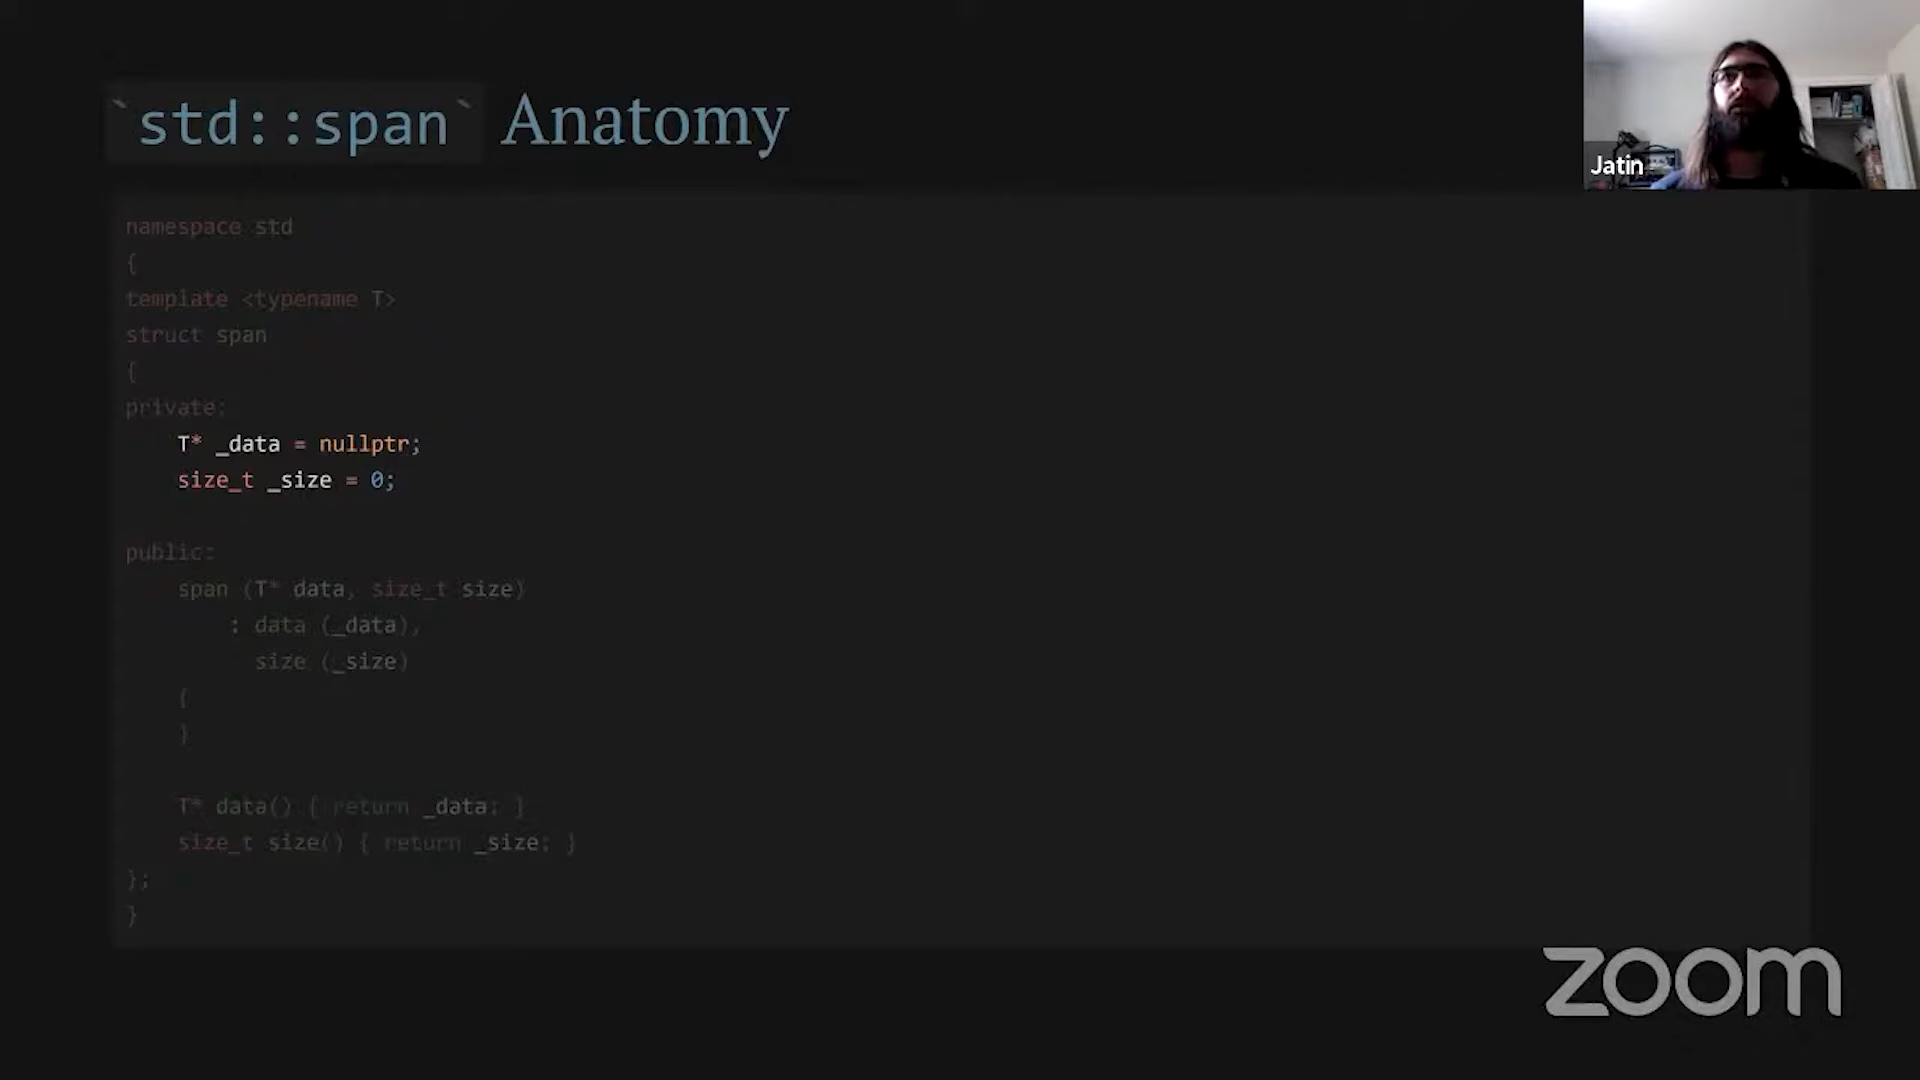 `std::span` Anatomy
Jatin
namespace std
{
template <typename T>
struct span
{
private:
    T* _data = nullptr;
    size_t _size = 0;
public:
    span (T* data, size_t size)
        : data (_data),
          size (_size)
    {
    }
    T* data() { return _data; }
    size_t size() { return _size; }
};
}
zoom